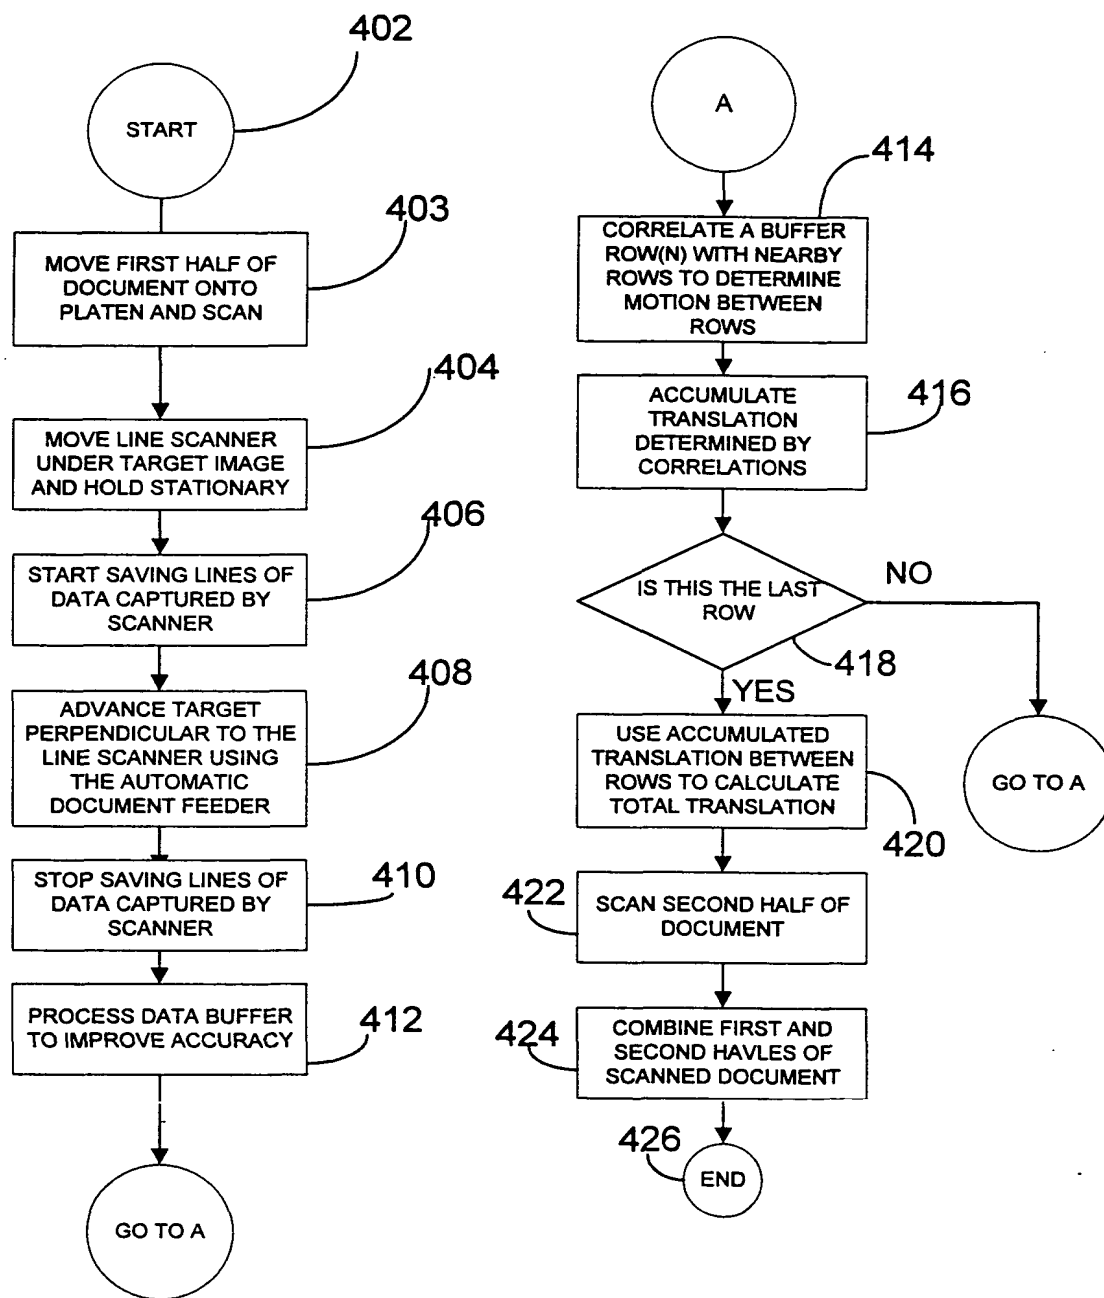 402
START
403
MOVE FIRST HALF OF
DOCUMENT ONTO
PLATEN AND SCAN
404
MOVE LINE SCANNER
UNDER TARGET IMAGE
AND HOLD STATIONARY
406
START SAVING LINES OF
DATA CAPTURED BY
SCANNER
408
ADVANCE TARGET
PERPENDICULAR TO THE
LINE SCANNER USING
THE AUTOMATIC
DOCUMENT FEEDER
410
STOP SAVING LINES OF
DATA CAPTURED BY
SCANNER
PROCESS DATA BUFFER
TO IMPROVE ACCURACY
412
GO TO A
A
414
CORRELATE A BUFFER
ROW(N) WITH NEARBY
ROWS TO DETERMINE
MOTION BETWEEN
ROWS
416
ACCUMULATE
TRANSLATION
DETERMINED BY
CORRELATIONS
IS THIS THE LAST
ROW
NO
418
YES
USE ACCUMULATED
TRANSLATION BETWEEN
ROWS TO CALCULATE
TOTAL TRANSLATION
420
GO TO A
422
SCAN SECOND HALF OF
DOCUMENT
424
COMBINE FIRST AND
SECOND HAVLES OF
SCANNED DOCUMENT
426
END